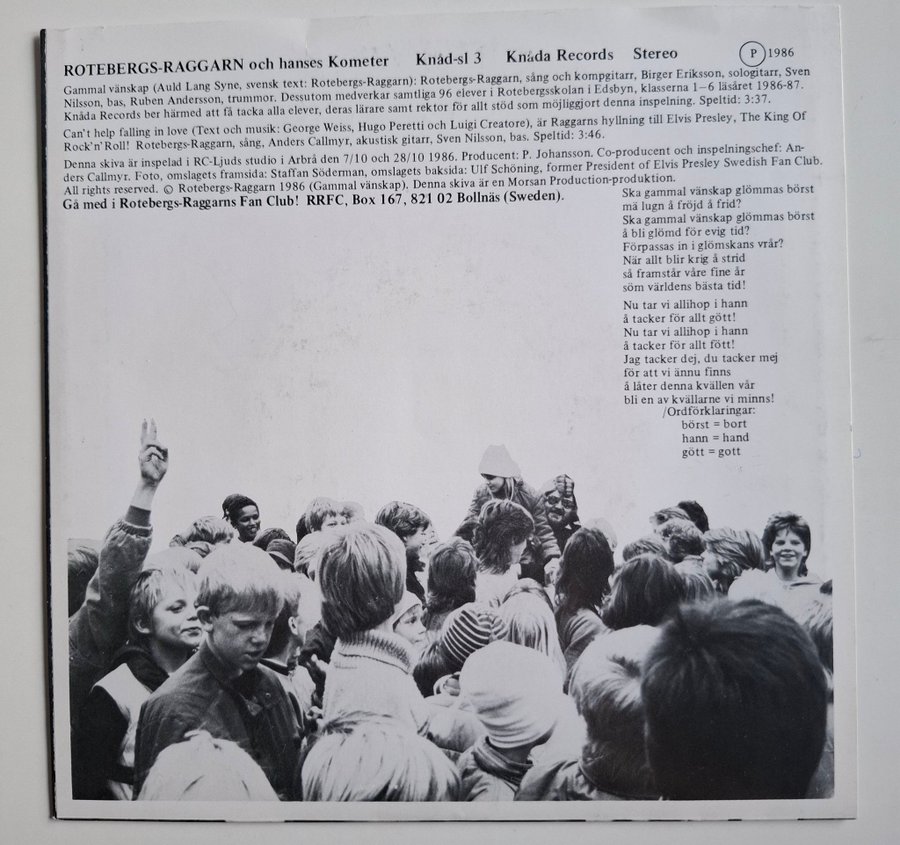 ROTEBERGS-RAGGARN och hanses Kometer Knåd-sl 3 Knåda Records Stereo Ⓟ 1986
Gammal vänskap (Auld Lang Syne, svensk text: Rotebergs-Raggarn): Rotebergs-Raggarn, sång och kompgitarr, Birger Eriksson, sologitarr, Sven
Nilsson, bas, Ruben Andersson, trummor. Dessutom medverkar samtliga 96 elever i Rotebergsskolan i Edsbyn, klasserna 1–6 läsåret 1986-87.
Knåda Records ber härmed att få tacka alla elever, deras lärare samt rektor för allt stöd som möjliggjort denna inspelning. Speltid: 3:37.
Can't help falling in love (Text och musik: George Weiss, Hugo Peretti och Luigi Creatore), är Raggarns hyllning till Elvis Presley, The King Of
Rock'n'Roll! Rotebergs-Raggarn, sång, Anders Callmyr, akustisk gitarr, Sven Nilsson, bas. Speltid: 3:46.
Denna skiva är inspelad i RC-Ljuds studio i Arbrå den 7/10 och 28/10 1986. Producent: P. Johansson. Co-producent och inspelningschef: An-
ders Callmyr. Foto, omslagets framsida: Staffan Söderman, omslagets baksida: Ulf Schöning, former President of Elvis Presley Swedish Fan Club.
All rights reserved. © Rotebergs-Raggarn 1986 (Gammal vänskap). Denna skiva är en Morsan Production-produktion.
Gå med i Rotebergs-Raggarns Fan Club! RRFC, Box 167, 821 02 Bollnäs (Sweden).
Ska gammal vänskap glömmas börst
mä lugn å fröjd å frid?
Ska gammal vänskap glömmas börst
å bli glömd för evig tid?
Förpassas in i glömskans vrår?
När allt blir krig å strid
så framstår våre fine år
söm världens bästa tid!
Nu tar vi allihop i hann
å tacker för allt gött!
Nu tar vi allihop i hann
å tacker för allt fött!
Jag tacker dej, du tacker mej
för att vi ännu finns
å låter denna kvällen vår
bli en av kvällarne vi minns!
/Ordförklaringar:
börst = bort
hann = hand
gött = gott